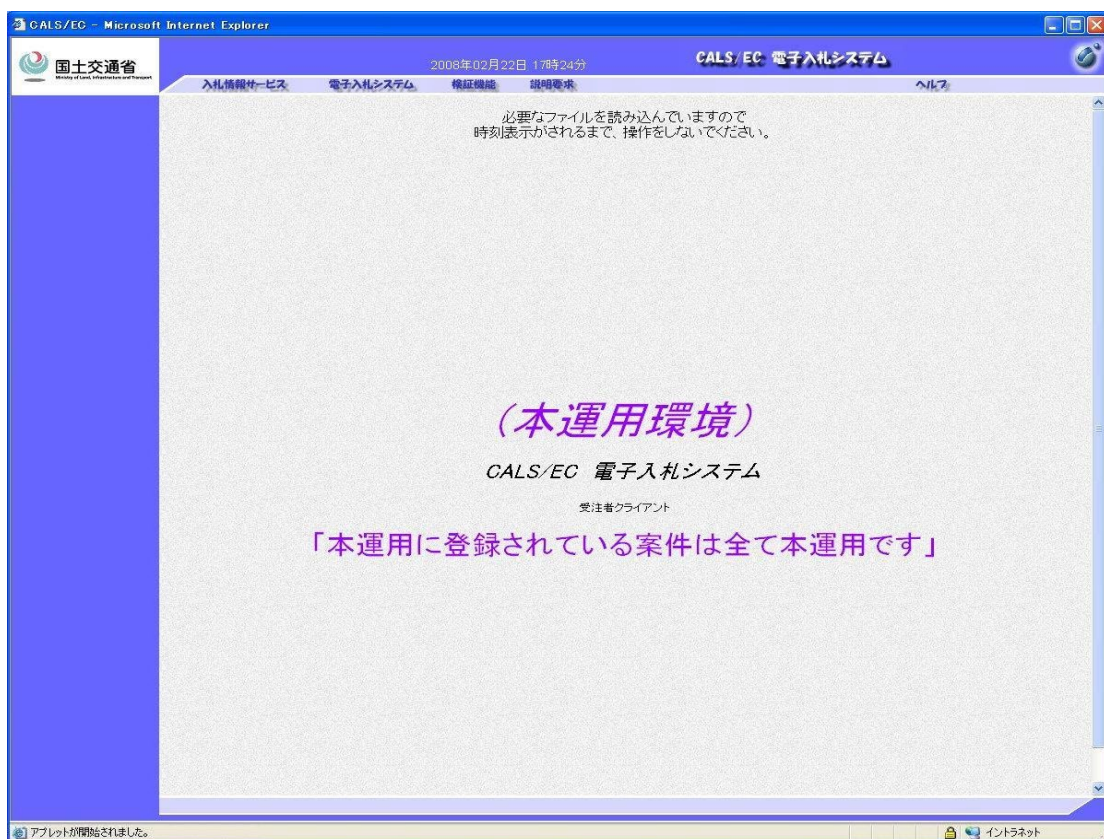 CALS/EC - Microsoft Internet Explorer
国土交通省
Ministry of Land, Infrastructure and Transport
2008年02月22日 17時24分
CALS/EC 電子入札システム
入札情報サービス
電子入札システム
検証機能
説明要求
ヘルプ
必要なファイルを読み込んでいますので
時刻表示がされるまで、操作をしないでください。
（本運用環境）
CALS/EC 電子入札システム
受注者クライアント
「本運用に登録されている案件は全て本運用です」
アプレットが開始されました。
イントラネット